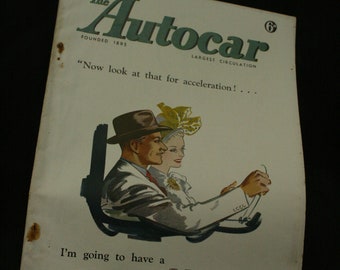 The
Autocar
6D
FOUNDED 1895
LARGEST CIRCULATION
"Now look at that for acceleration! . . .
I'm going to have a